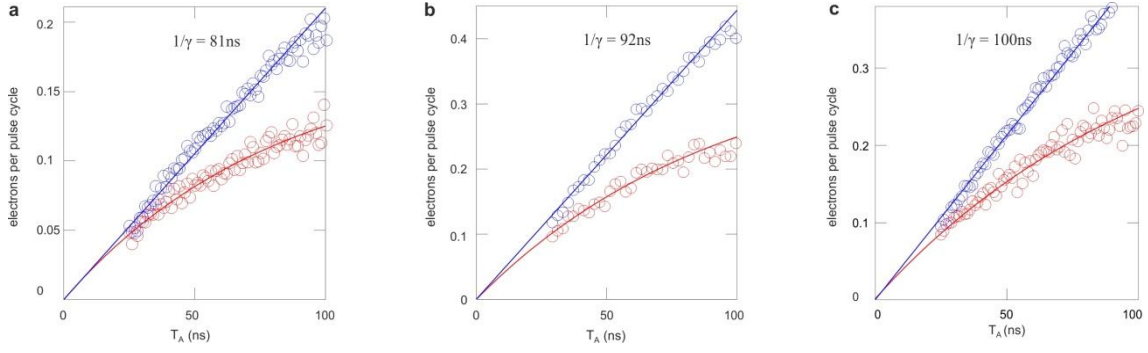 a
1/γ = 81ns
electrons per pulse cycle
0.2
0.15
0.1
0.05
0
0
50
100
T_A (ns)
b
1/γ = 92ns
electrons per pulse cycle
0.4
0.3
0.2
0.1
0
0
50
100
T_A (ns)
c
1/γ = 100ns
electrons per pulse cycle
0.3
0.2
0.1
0
0
50
100
T_A (ns)